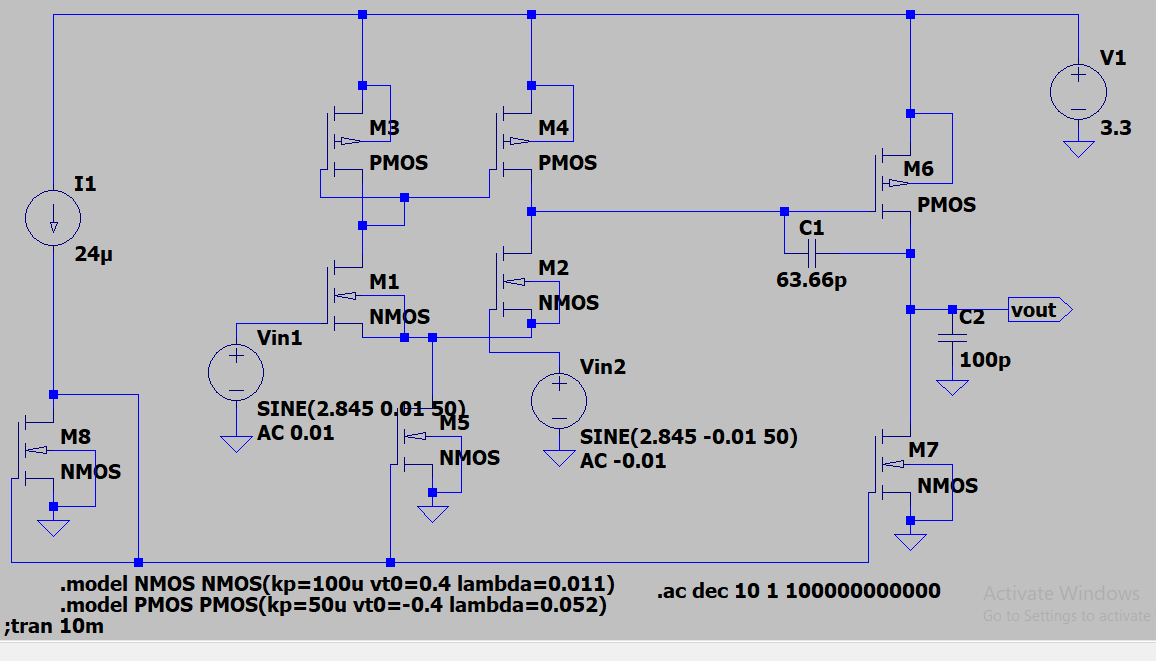 V1
3.3
M3
PMOS
M4
PMOS
M6
PMOS
I1
24µ
C1
63.66p
M1
NMOS
M2
NMOS
vout
C2
100p
Vin1
SINE(2.845 0.01 50)
AC 0.01
Vin2
SINE(2.845 -0.01 50)
AC -0.01
M8
NMOS
M5
NMOS
M7
NMOS
.model NMOS NMOS(kp=100u vt0=0.4 lambda=0.011)
.model PMOS PMOS(kp=50u vt0=-0.4 lambda=0.052)
;tran 10m
.ac dec 10 1 100000000000
Activate Windows
Go to Settings to activate